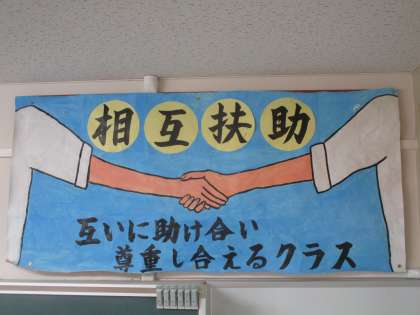 相互扶助
互いに助け合い
尊重し合えるクラス